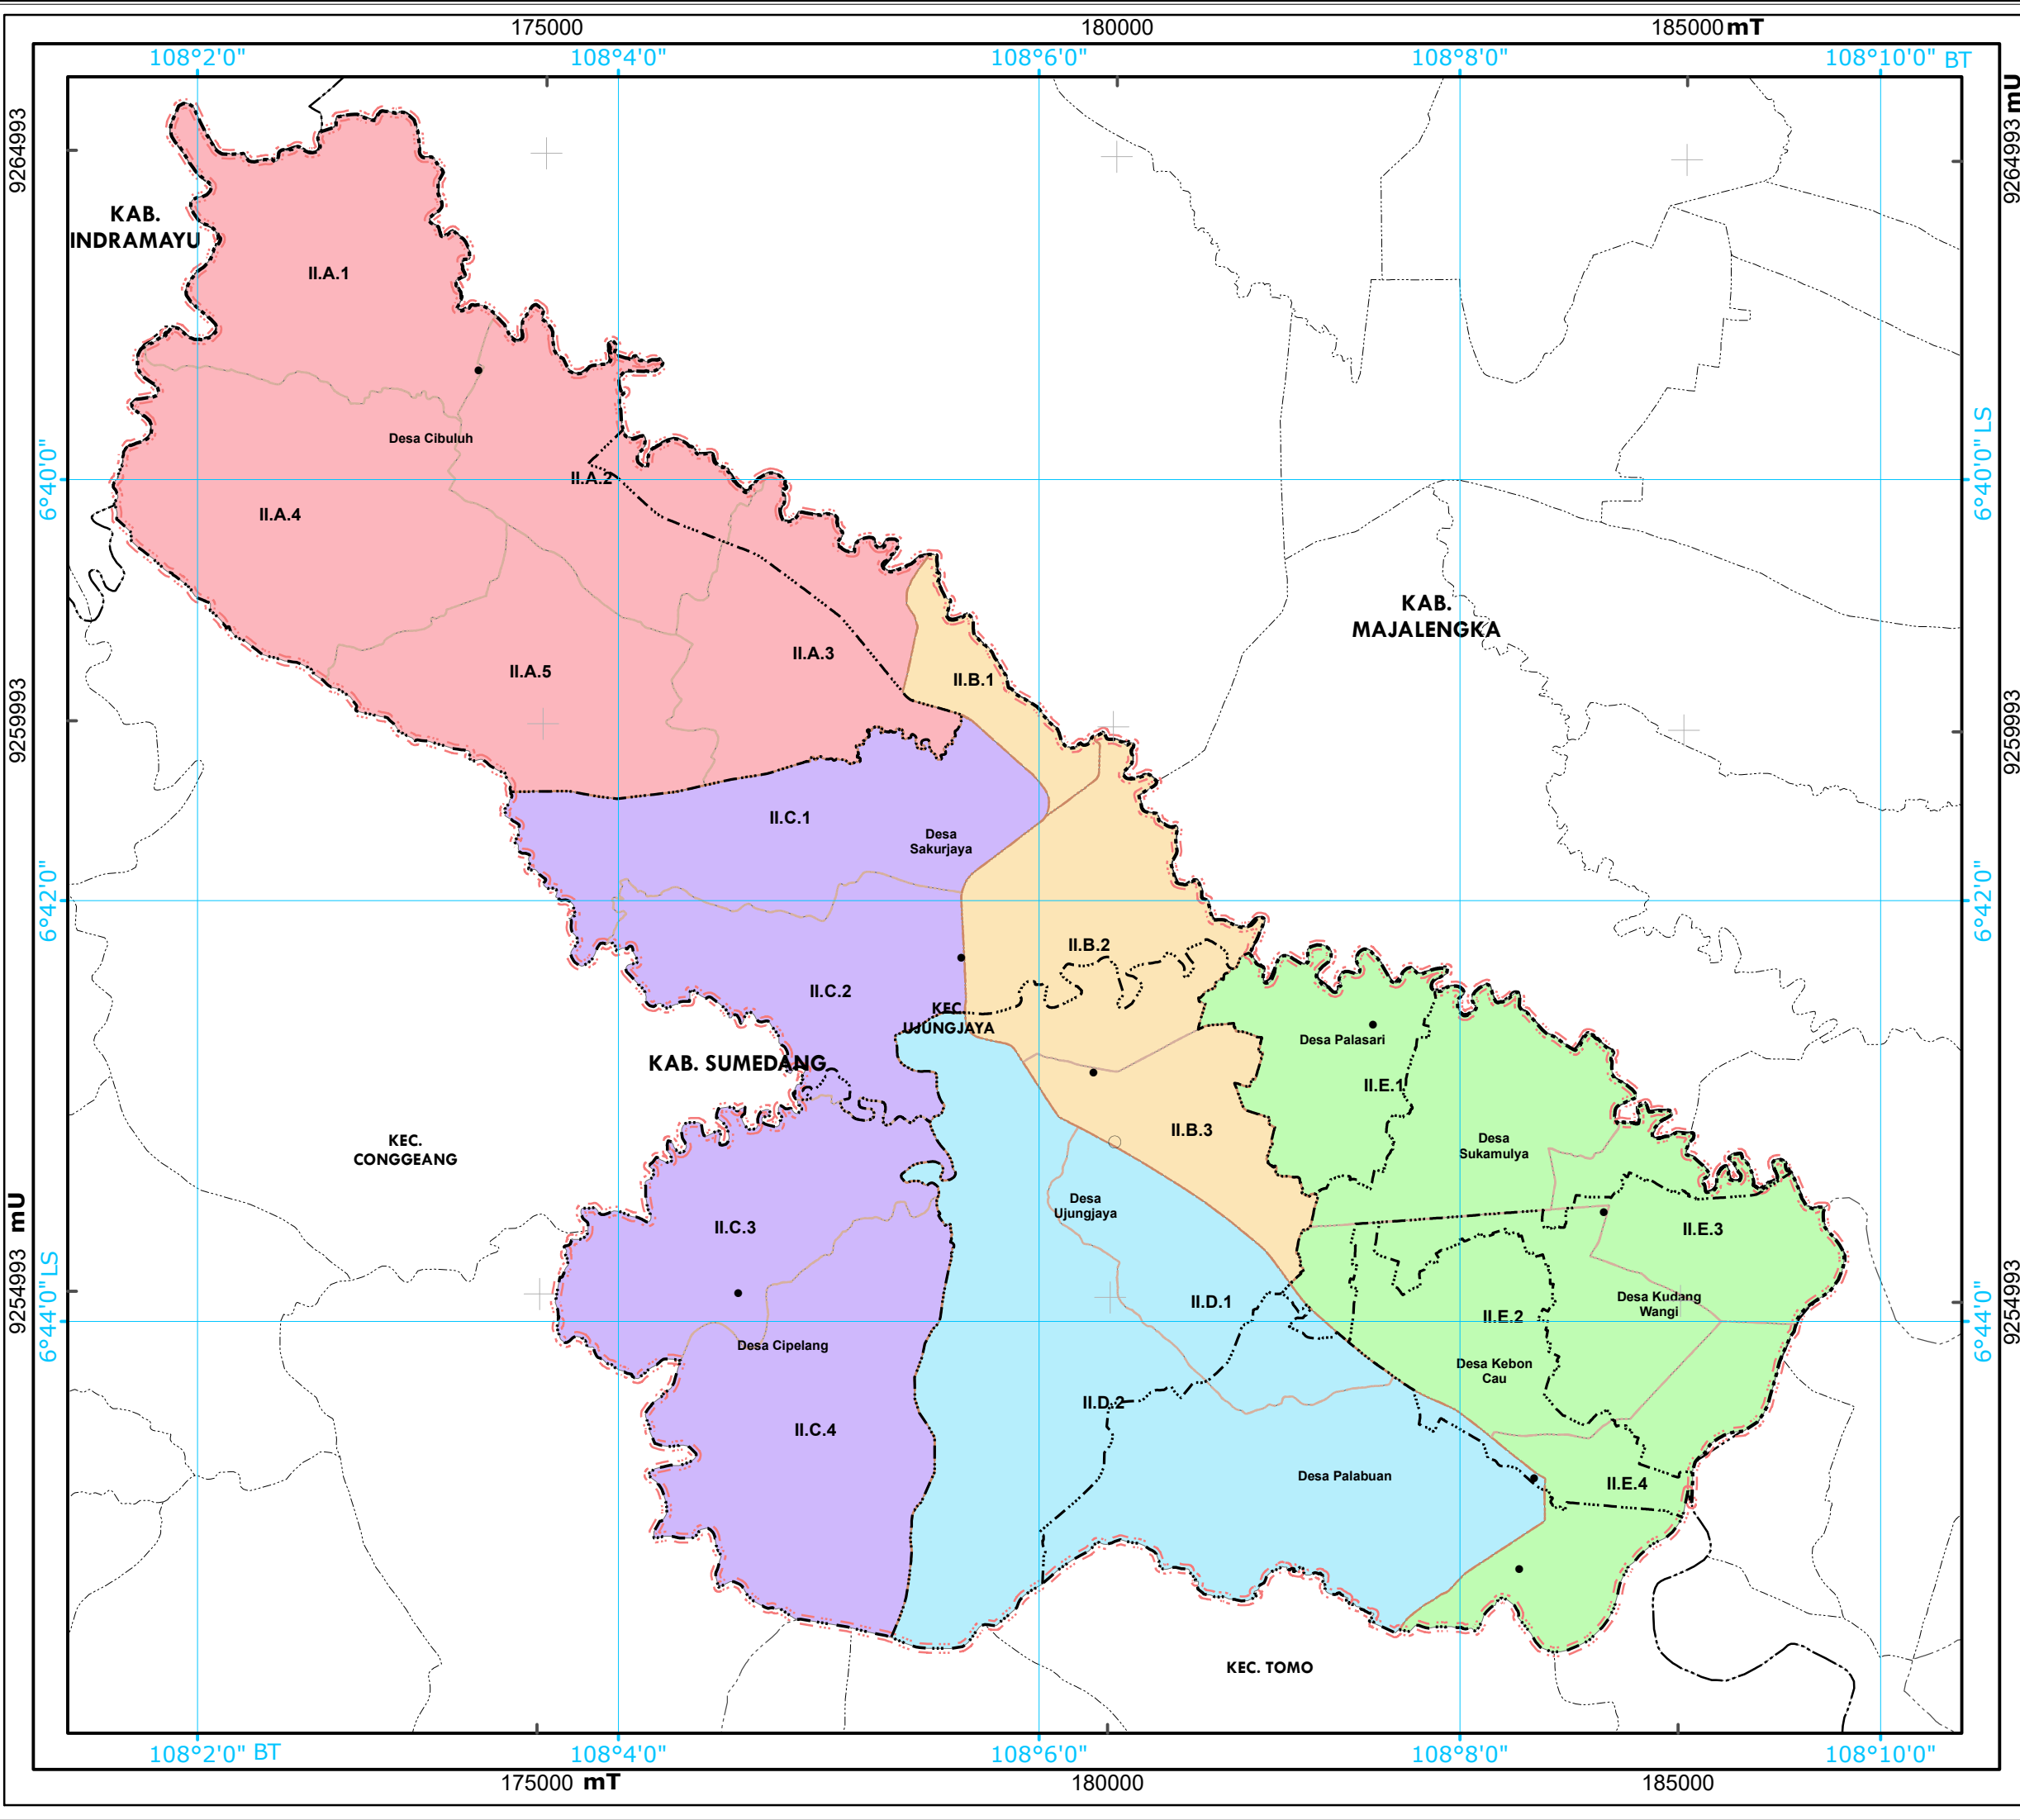 175000
180000
185000 mT
108°2'0"
108°4'0"
108°6'0"
108°8'0"
108°10'0" BT
9264993
9264993 mU
KAB.
INDRAMAYU
II.A.1
Desa Cibuluh
6°40'0"
6°40'0" LS
II.A.2
II.A.4
KAB.
MAJALENGKA
II.A.3
II.A.5
II.B.1
9259993
9259993
II.C.1
Desa
Sakurjaya
6°42'0"
6°42'0" LS
II.B.2
II.C.2
KEC.
UJUNGJAYA
Desa Palasari
KAB. SUMEDANG
II.E.1
II.B.3
KEC.
CONGGEANG
Desa
Sukamulya
Desa
Ujungjaya
II.C.3
II.E.3
9254993 mU
9254993
6°44'0" LS
6°44'0"
II.D.1
Desa Kudang
Wangi
II.E.2
Desa Cipelang
Desa Kebon
Cau
II.D.2
II.C.4
Desa Palabuan
II.E.4
KEC. TOMO
108°2'0" BT
108°4'0"
108°6'0"
108°8'0"
108°10'0"
175000 mT
180000
185000